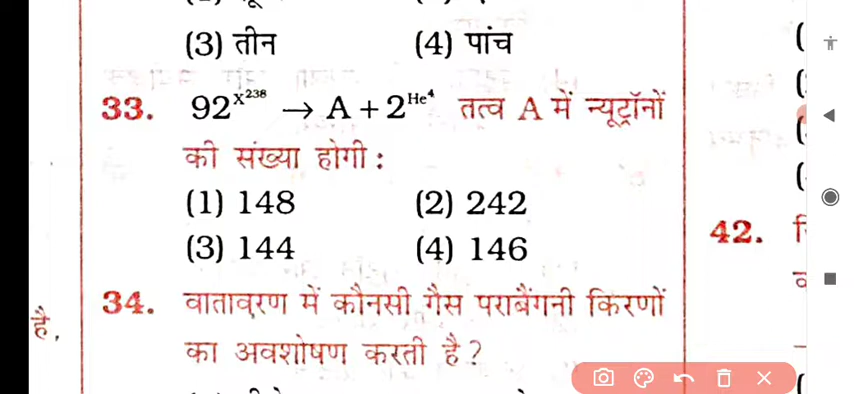 (3) तीन (4) पांच
33. 92^X²³⁸ → A + 2^He⁴ तत्व A में न्यूट्रॉनों
की संख्या होगी :
(1) 148 (2) 242
(3) 144 (4) 146
34. वातावरण में कौनसी गैस पराबैंगनी किरणों
का अवशोषण करती है ?
है,
42.